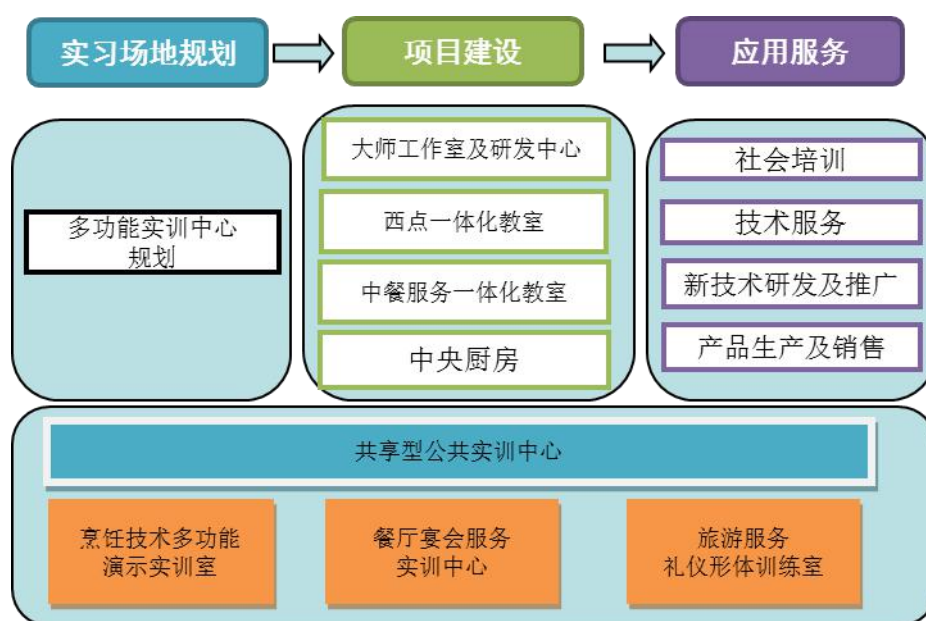 实习场地规划
项目建设
应用服务
多功能实训中心
规划
大师工作室及研发中心
西点一体化教室
中餐服务一体化教室
中央厨房
社会培训
技术服务
新技术研发及推广
产品生产及销售
共享型公共实训中心
烹饪技术多功能
演示实训室
餐厅宴会服务
实训中心
旅游服务
礼仪形体训练室